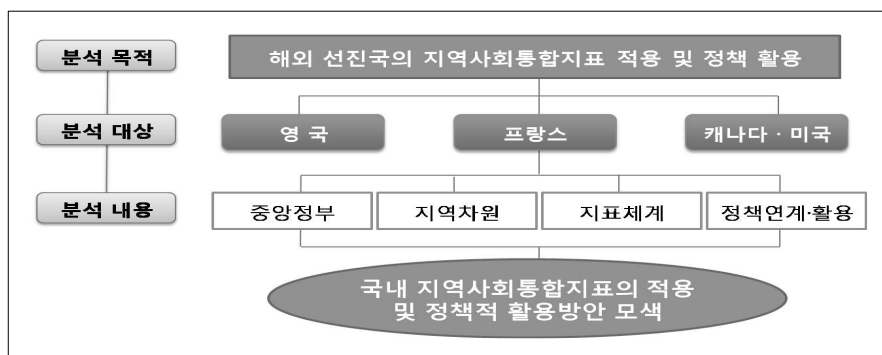 분석 목적
해외 선진국의 지역사회통합지표 적용 및 정책 활용
분석 대상
영 국
프랑스
캐나다 · 미국
분석 내용
중앙정부
지역차원
지표체계
정책연계·활용
국내 지역사회통합지표의 적용
및 정책적 활용방안 모색